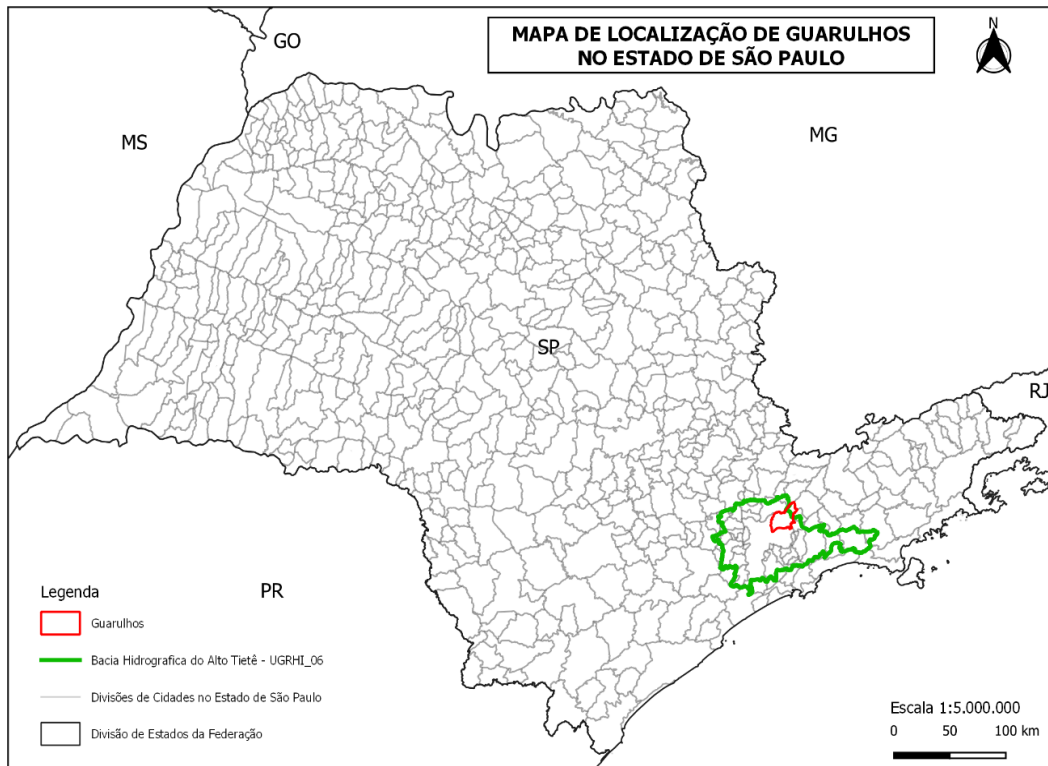 MAPA DE LOCALIZAÇÃO DE GUARULHOS
NO ESTADO DE SÃO PAULO
N
GO
MS
MG
SP
RJ
PR
Legenda
Guarulhos
Bacia Hidrografica do Alto Tietê - UGRHI_06
Divisões de Cidades no Estado de São Paulo
Divisão de Estados da Federação
Escala 1:5.000.000
0 50 100 km